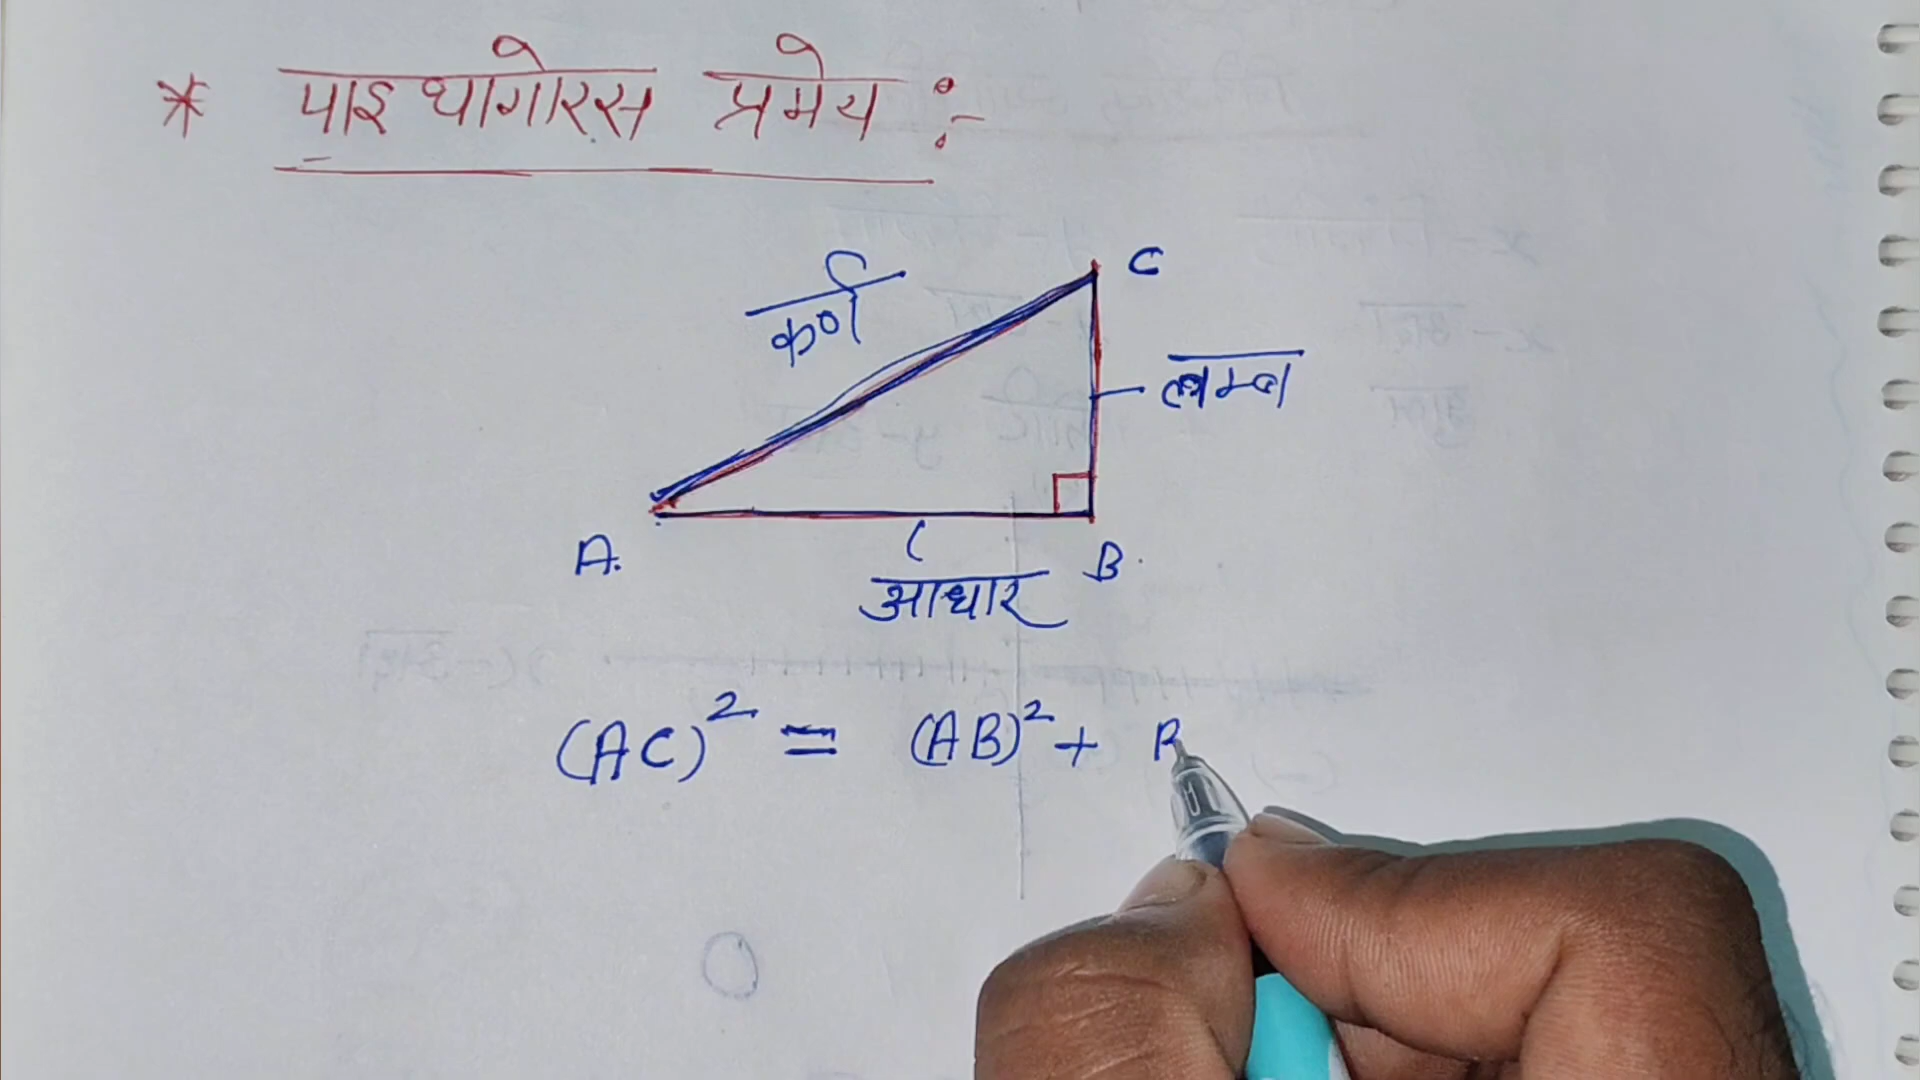 * पाइथागोरस प्रमेय :-
C
कर्ण
लम्ब
A.
B.
आधार
(AC)² = (AB)² + B